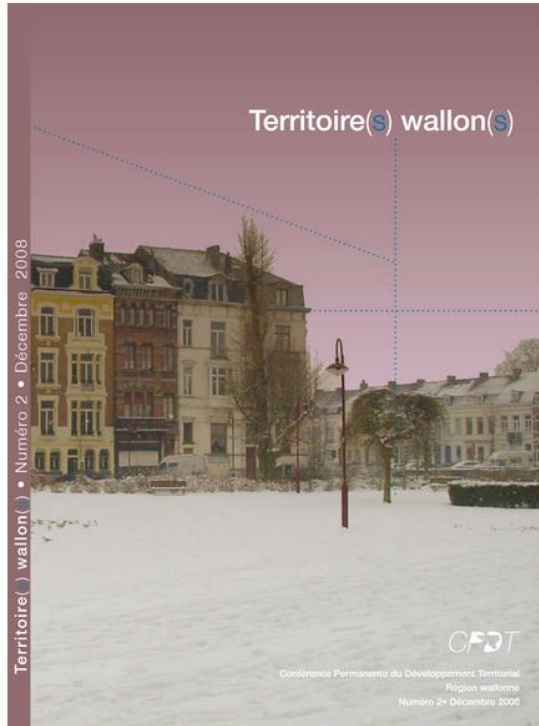 Territoire(s) wallon(s)
Territoire(s) wallon(s) • Numéro 2 • Décembre 2008
CPDT
Conférence Permanente du Développement Territorial
Région wallonne
Numéro 2• Décembre 2008